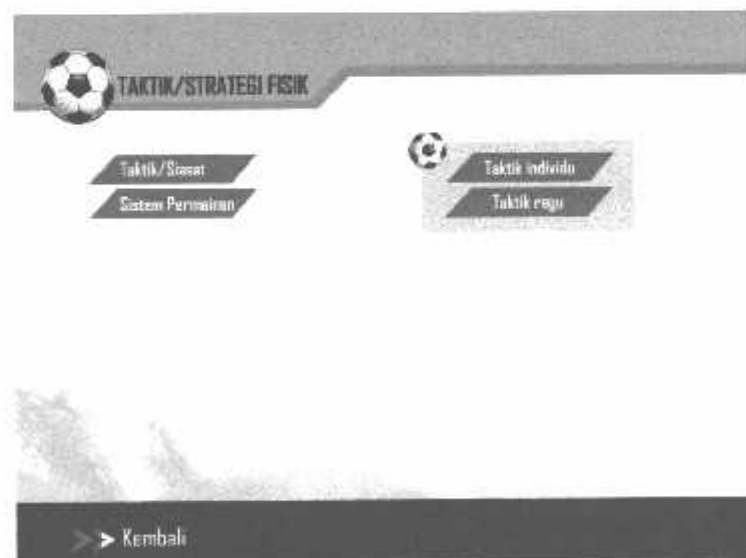 TAKTIK/STRATEGI FISIK
Taktik/Siasat
Sistem Permainan
Taktik individu
Taktik regu
Kembali